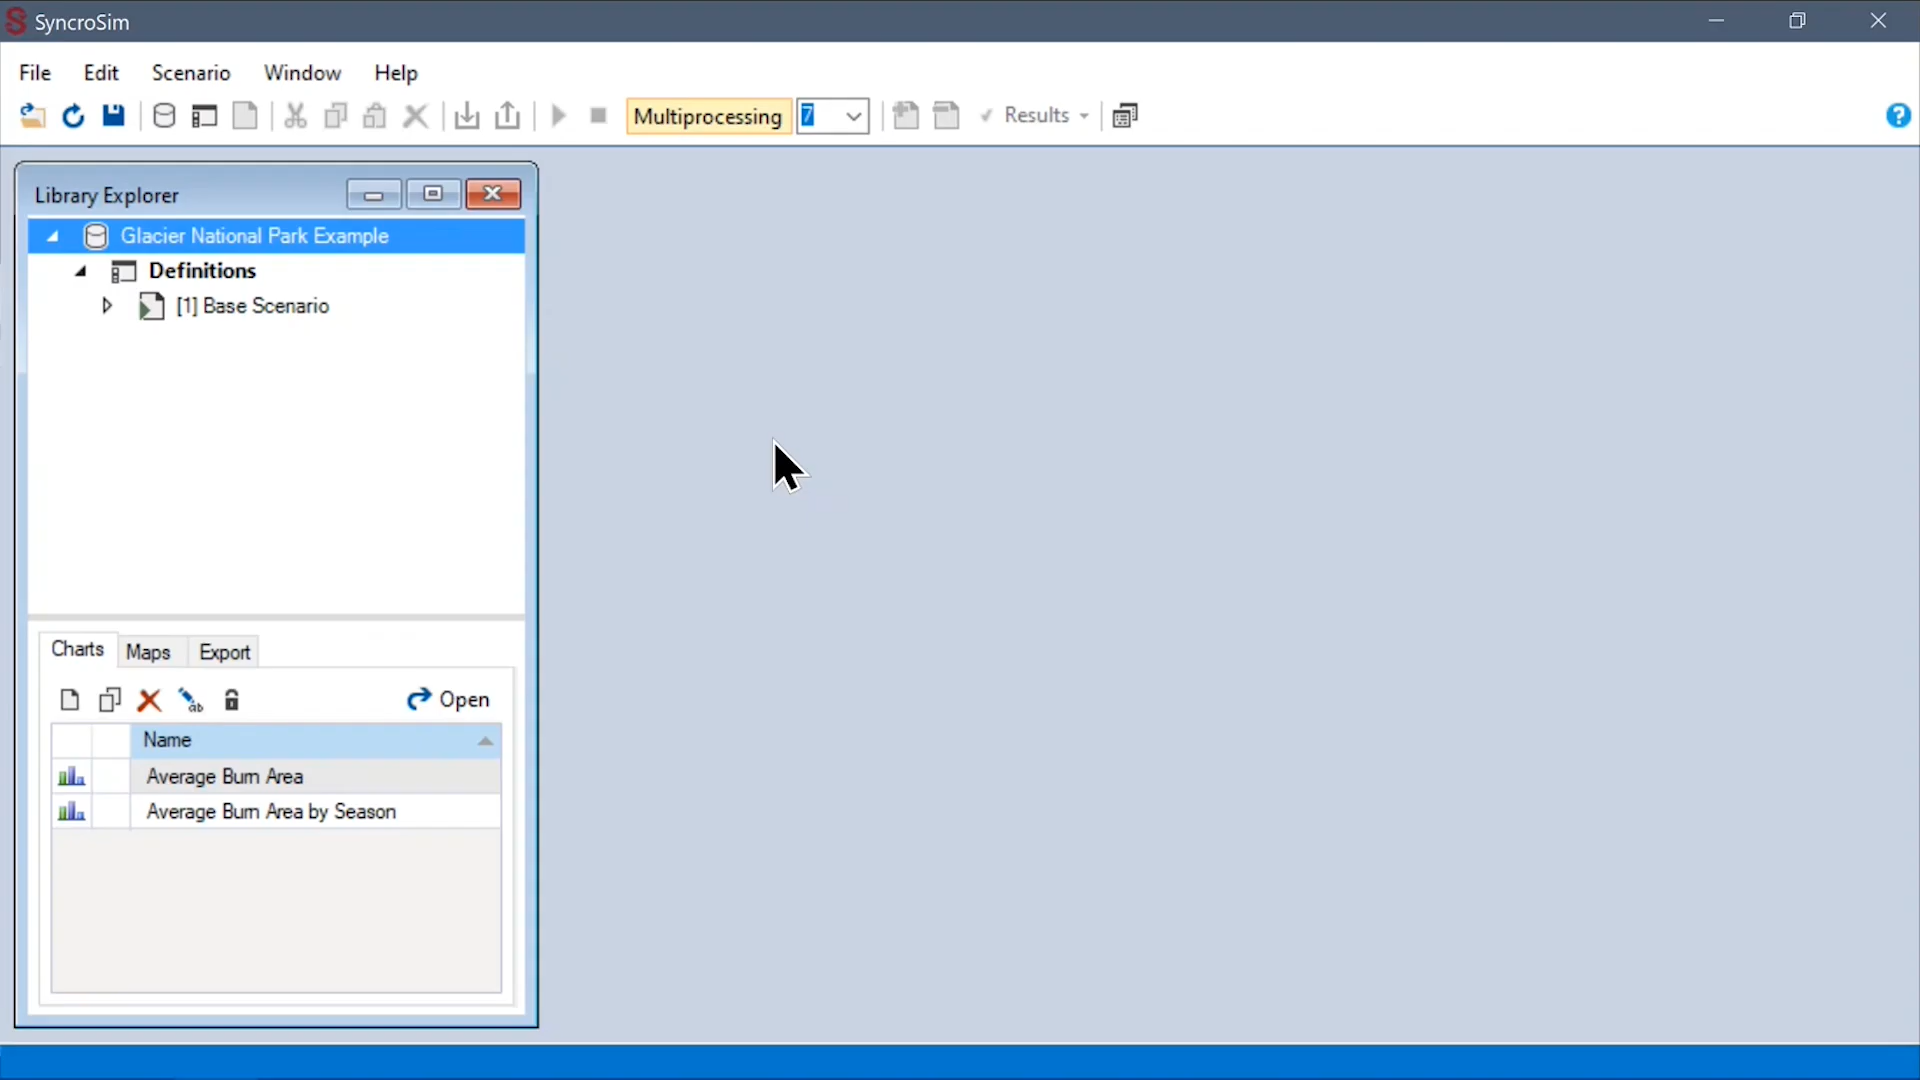 SyncroSim
File Edit Scenario Window Help
Multiprocessing 7 Results
Library Explorer
Glacier National Park Example
Definitions
[1] Base Scenario
Charts Maps Export
ab Open
Name
Average Burn Area
Average Burn Area by Season